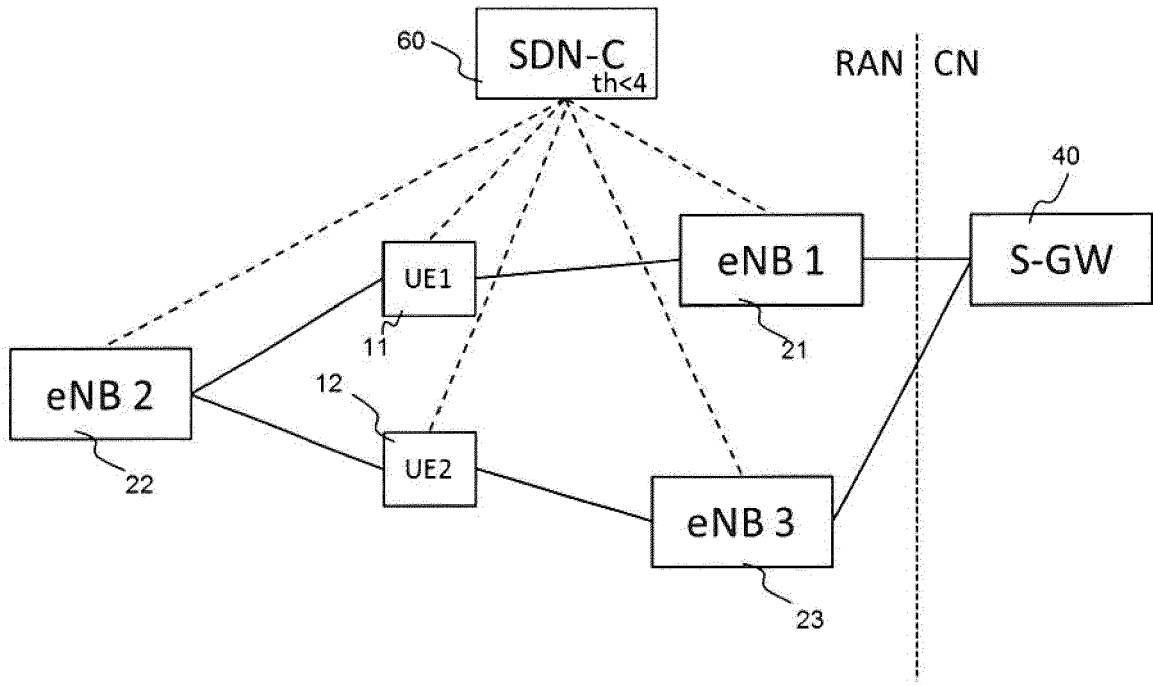 60
SDN-C
th<4
RAN
CN
40
UE1
eNB 1
S-GW
11
21
eNB 2
12
UE2
22
eNB 3
23